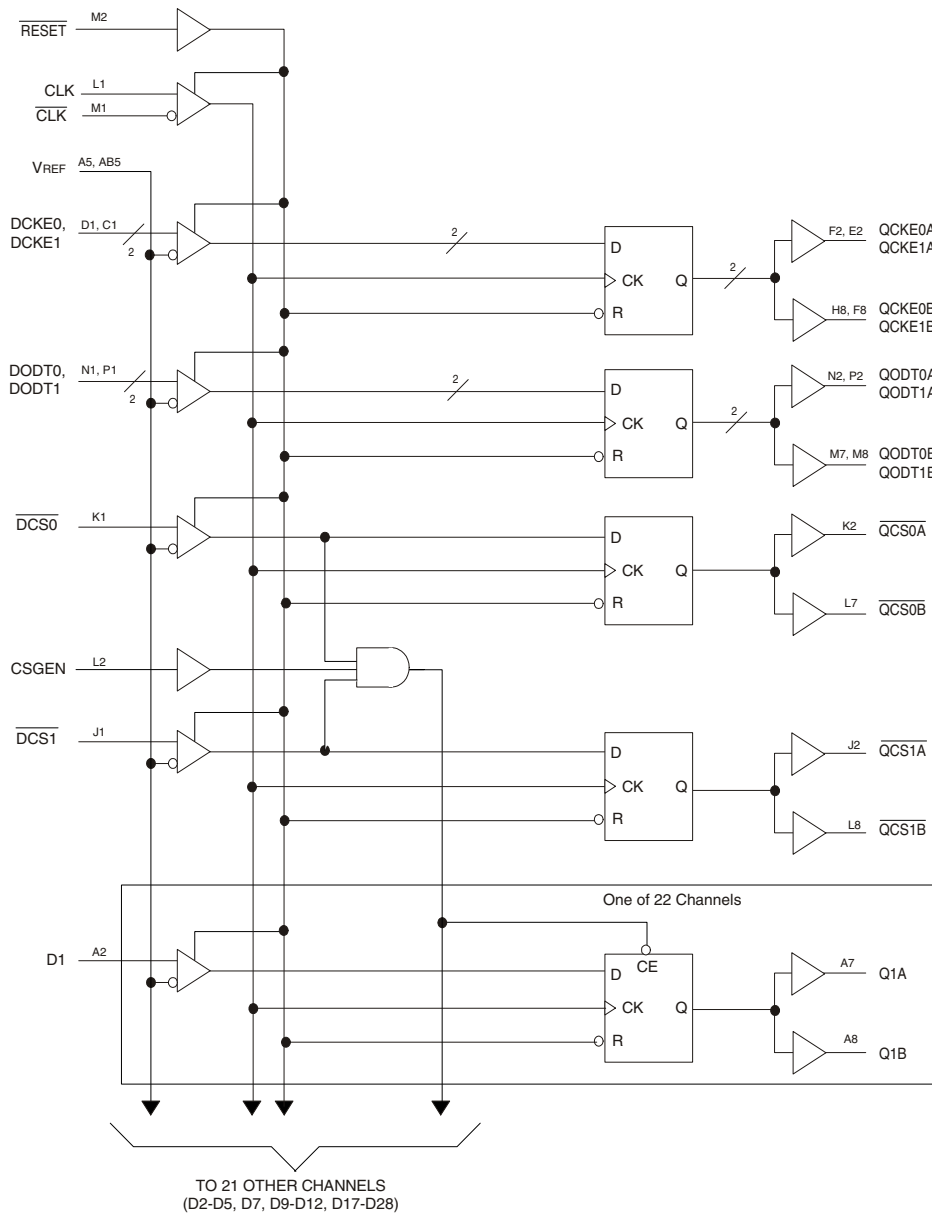 RESET M2
CLK L1
CLK M1
VREF A5, AB5
DCKE0, D1, C1
DCKE1 2
2
D
CK Q
R
2
F2, E2 QCKE0A
QCKE1A
H8, F8 QCKE0B
QCKE1B
DODT0, N1, P1
DODT1 2
2
D
CK Q
R
2
N2, P2 QODT0A
QODT1A
M7, M8 QODT0B
QODT1B
DCS0 K1
D
CK Q
R
K2 QCS0A
L7 QCS0B
CSGEN L2
DCS1 J1
D
CK Q
R
J2 QCS1A
L8 QCS1B
One of 22 Channels
D1 A2
CE
D
CK Q
R
A7 Q1A
A8 Q1B
TO 21 OTHER CHANNELS
(D2-D5, D7, D9-D12, D17-D28)